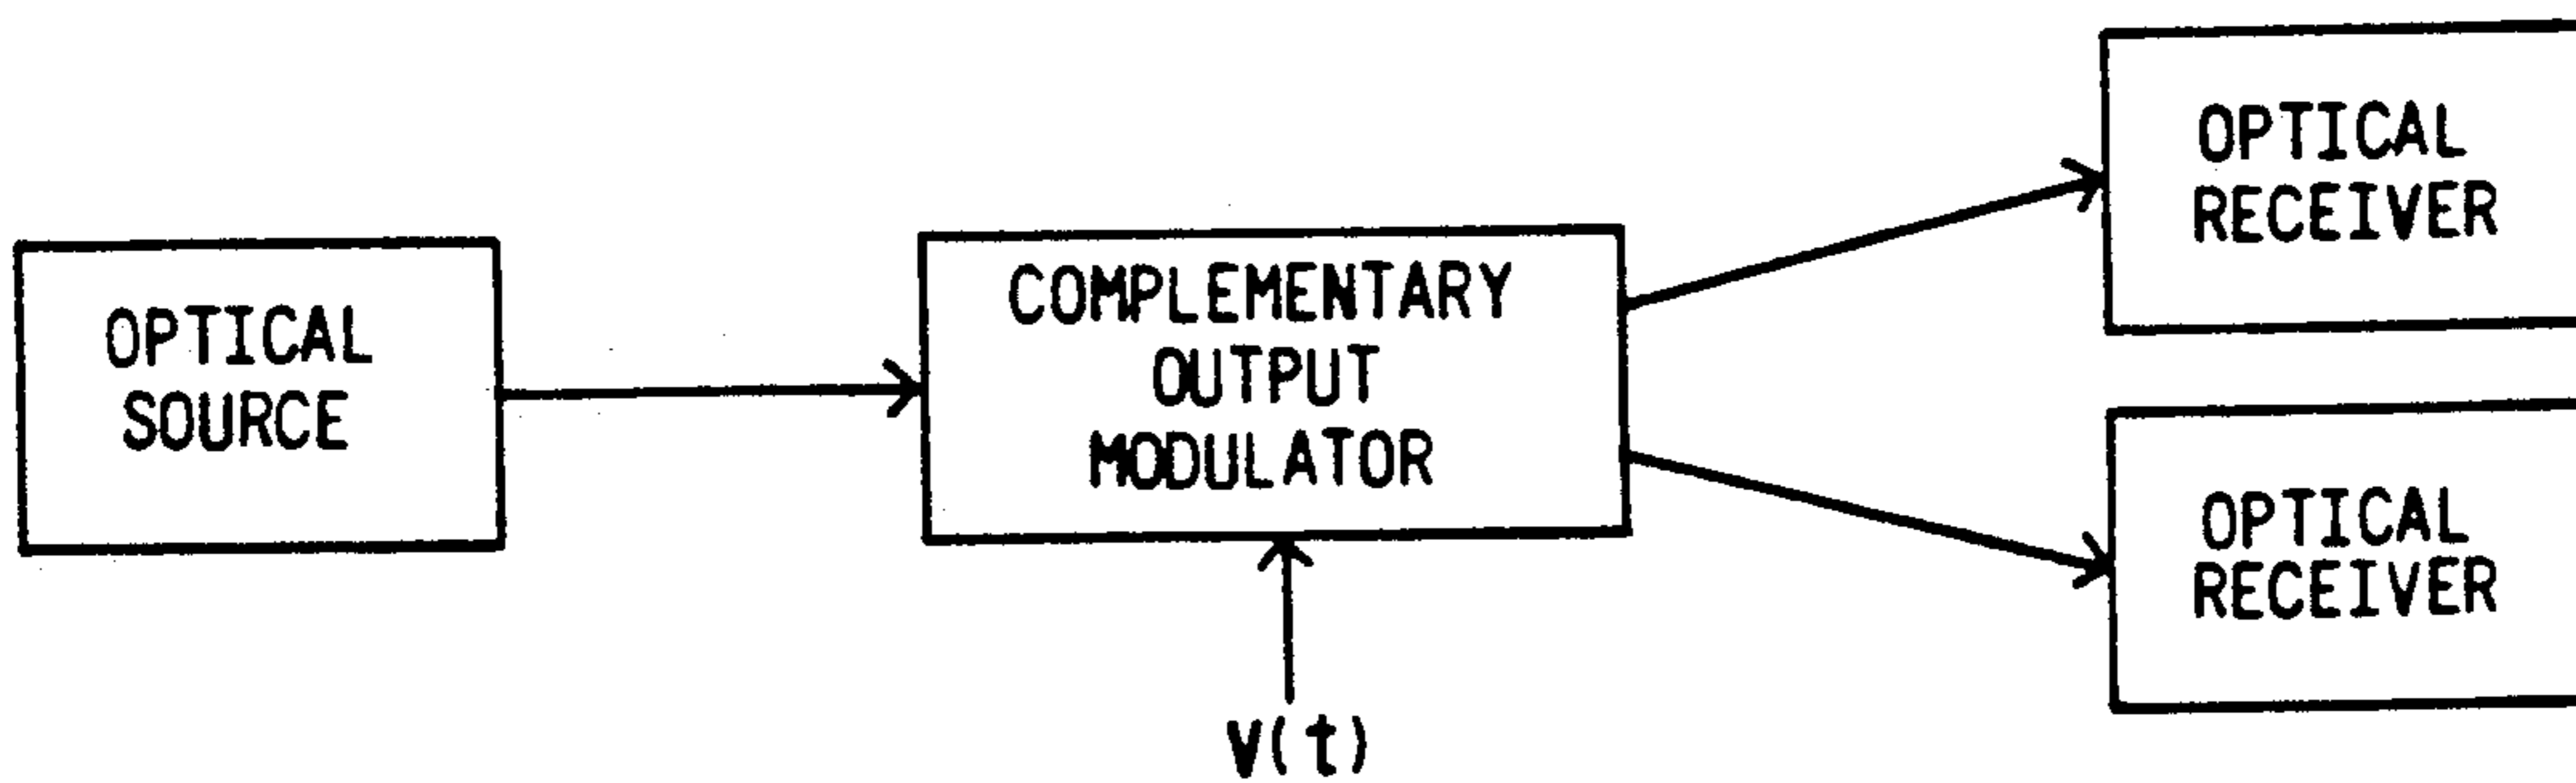 OPTICAL
SOURCE
COMPLEMENTARY
OUTPUT
MODULATOR
V(t)
OPTICAL
RECEIVER
OPTICAL
RECEIVER